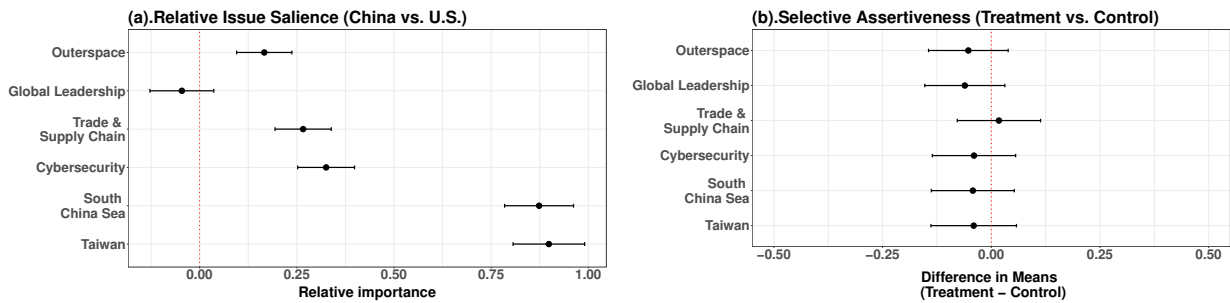 (a).Relative Issue Salience (China vs. U.S.)
Outerspace
Global Leadership
Trade &
Supply Chain
Cybersecurity
South
China Sea
Taiwan
0.00 0.25 0.50 0.75 1.00
Relative importance
(b).Selective Assertiveness (Treatment vs. Control)
Outerspace
Global Leadership
Trade &
Supply Chain
Cybersecurity
South
China Sea
Taiwan
−0.50 −0.25 0.00 0.25 0.50
Difference in Means
(Treatment − Control)